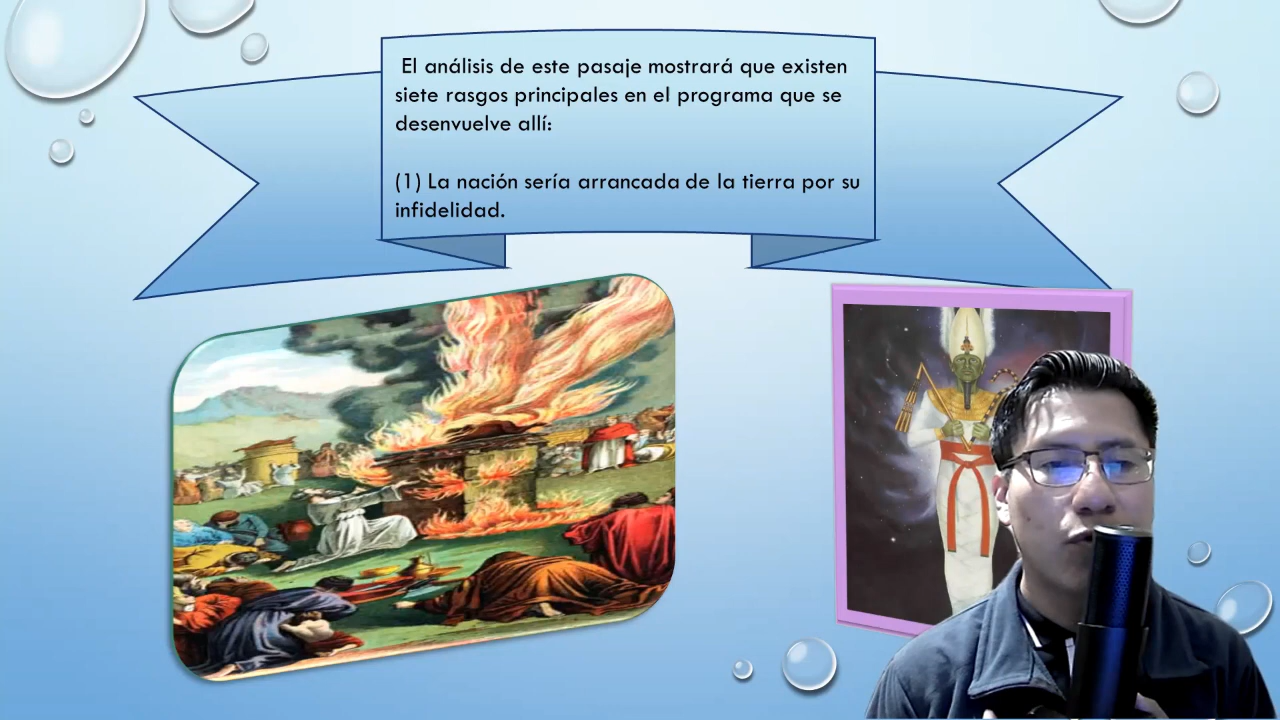 El análisis de este pasaje mostrará que existen
siete rasgos principales en el programa que se
desenvuelve allí:
(1) La nación sería arrancada de la tierra por su
infidelidad.